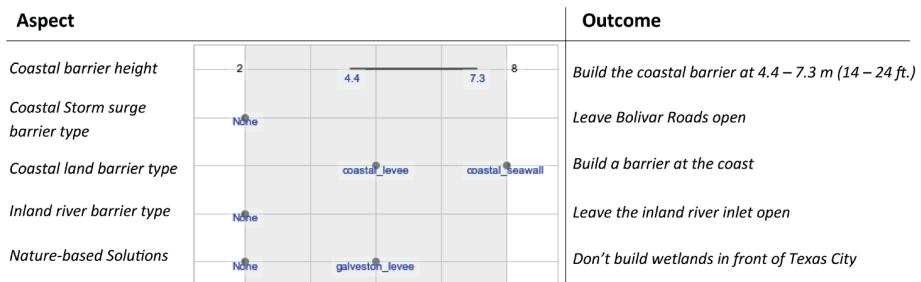 Aspect
Outcome
Coastal barrier height
2
4.4
7.3
8
Build the coastal barrier at 4.4 – 7.3 m (14 – 24 ft.)
Coastal Storm surge
barrier type
None
Leave Bolivar Roads open
Coastal land barrier type
coastal_levee
coastal_seawall
Build a barrier at the coast
Inland river barrier type
None
Leave the inland river inlet open
Nature-based Solutions
None
galveston_levee
Don’t build wetlands in front of Texas City